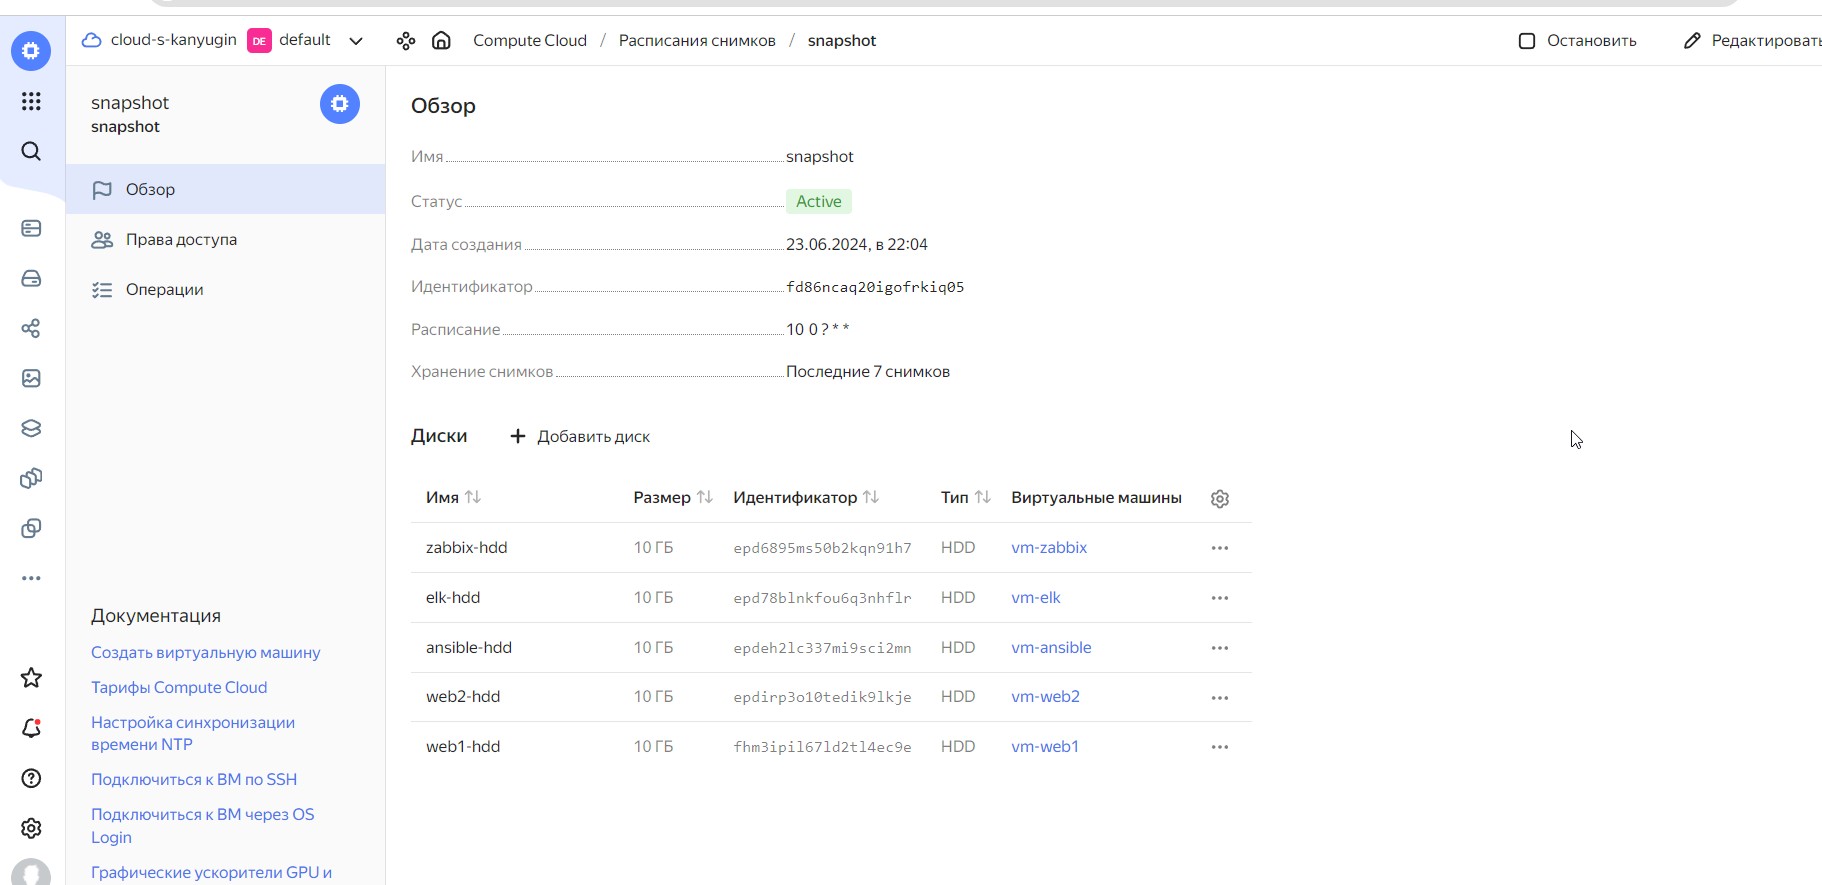 cloud-s-kanyugin DE default
Compute Cloud / Расписания снимков / snapshot
Остановить
Редактировать
snapshot
snapshot
Обзор
Права доступа
Операции
Документация
Создать виртуальную машину
Тарифы Compute Cloud
Настройка синхронизации
времени NTP
Подключиться к ВМ по SSH
Подключиться к ВМ через OS
Login
Графические ускорители GPU и
Обзор
Имя snapshot
Статус Active
Дата создания 23.06.2024, в 22:04
Идентификатор fd86ncaq20igofrkiq05
Расписание 10 0 ? * *
Хранение снимков Последние 7 снимков
Диски + Добавить диск
Имя Размер Идентификатор Тип Виртуальные машины
zabbix-hdd 10 ГБ epd6895ms50b2kqn91h7 HDD vm-zabbix
elk-hdd 10 ГБ epd78blnkfou6q3nhflr HDD vm-elk
ansible-hdd 10 ГБ epdeh2lc337mi9sci2mn HDD vm-ansible
web2-hdd 10 ГБ epdirp3o10tedik9lkje HDD vm-web2
web1-hdd 10 ГБ fhm3ipil67ld2tl4ec9e HDD vm-web1